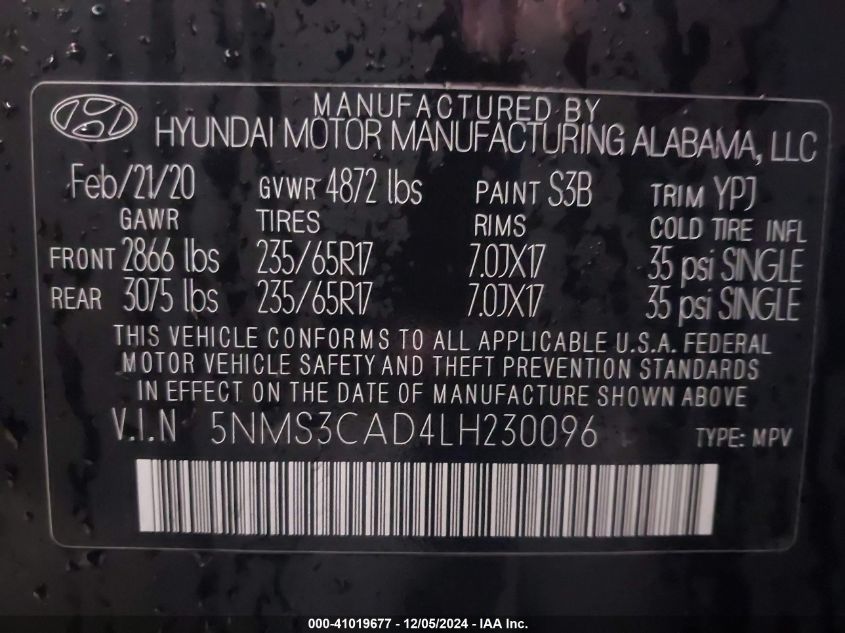 MANUFACTURED BY
HYUNDAI MOTOR MANUFACTURING ALABAMA, LLC
Feb/21/20 GVWR 4872 lbs PAINT S3B TRIM YPJ
GAWR TIRES RIMS COLD TIRE INFL
FRONT 2866 lbs 235/65R17 7.0JX17 35 psi SINGLE
REAR 3075 lbs 235/65R17 7.0JX17 35 psi SINGLE
THIS VEHICLE CONFORMS TO ALL APPLICABLE U.S.A. FEDERAL
MOTOR VEHICLE SAFETY AND THEFT PREVENTION STANDARDS
IN EFFECT ON THE DATE OF MANUFACTURE SHOWN ABOVE
V.I.N 5NMS3CAD4LH230096 TYPE: MPV
000-41019677 - 12/05/2024 - IAA Inc.